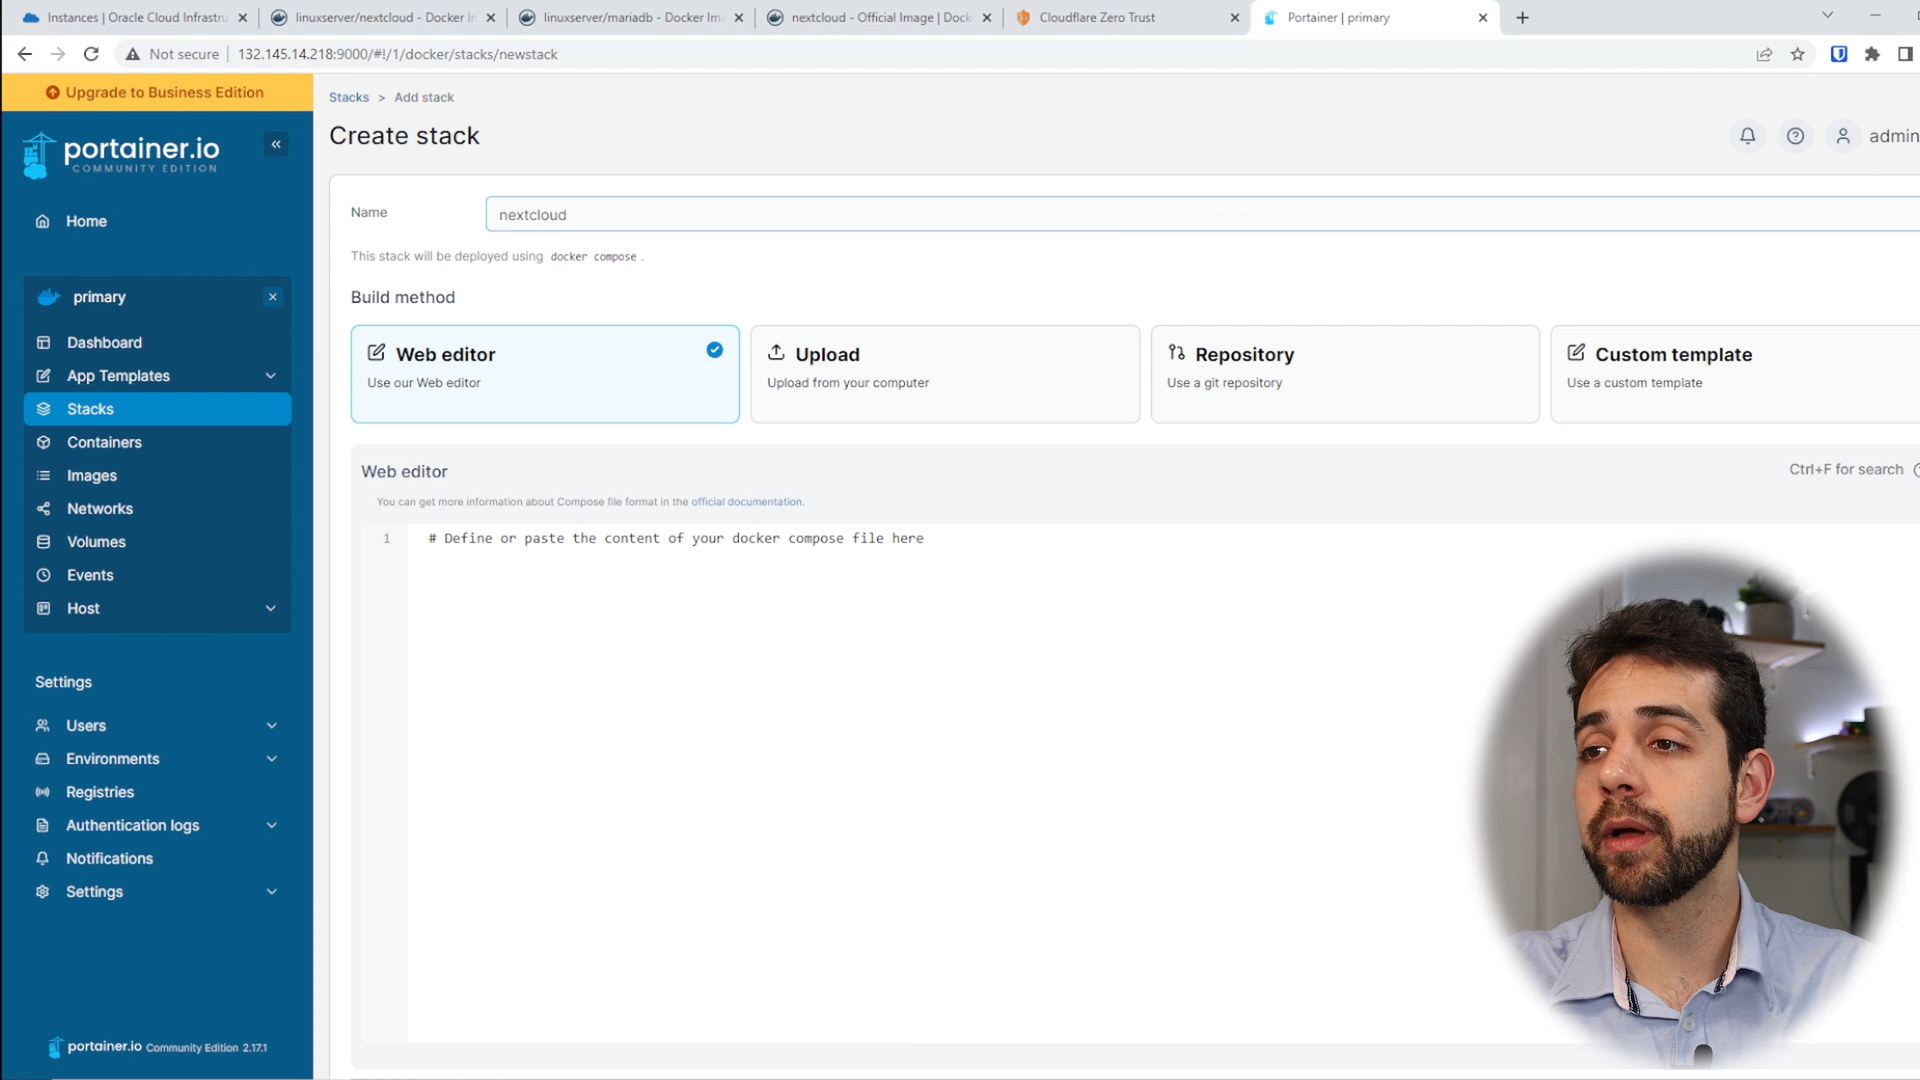 Instances | Oracle Cloud Infrastru
linuxserver/nextcloud - Docker I
linuxserver/mariadb - Docker Ima
nextcloud - Official Image | Dock
Cloudflare Zero Trust
Portainer | primary
Not secure
132.145.14.218:9000/#!/1/docker/stacks/newstack
Upgrade to Business Edition
portainer.io
COMMUNITY EDITION
Home
primary
Dashboard
App Templates
Stacks
Containers
Images
Networks
Volumes
Events
Host
Settings
Users
Environments
Registries
Authentication logs
Notifications
Settings
portainer.io Community Edition 2.17.1
Stacks > Add stack
Create stack
admin
Name
nextcloud
This stack will be deployed using docker compose .
Build method
Web editor
Use our Web editor
Upload
Upload from your computer
Repository
Use a git repository
Custom template
Use a custom template
Web editor
Ctrl+F for search
You can get more information about Compose file format in the official documentation.
1 # Define or paste the content of your docker compose file here